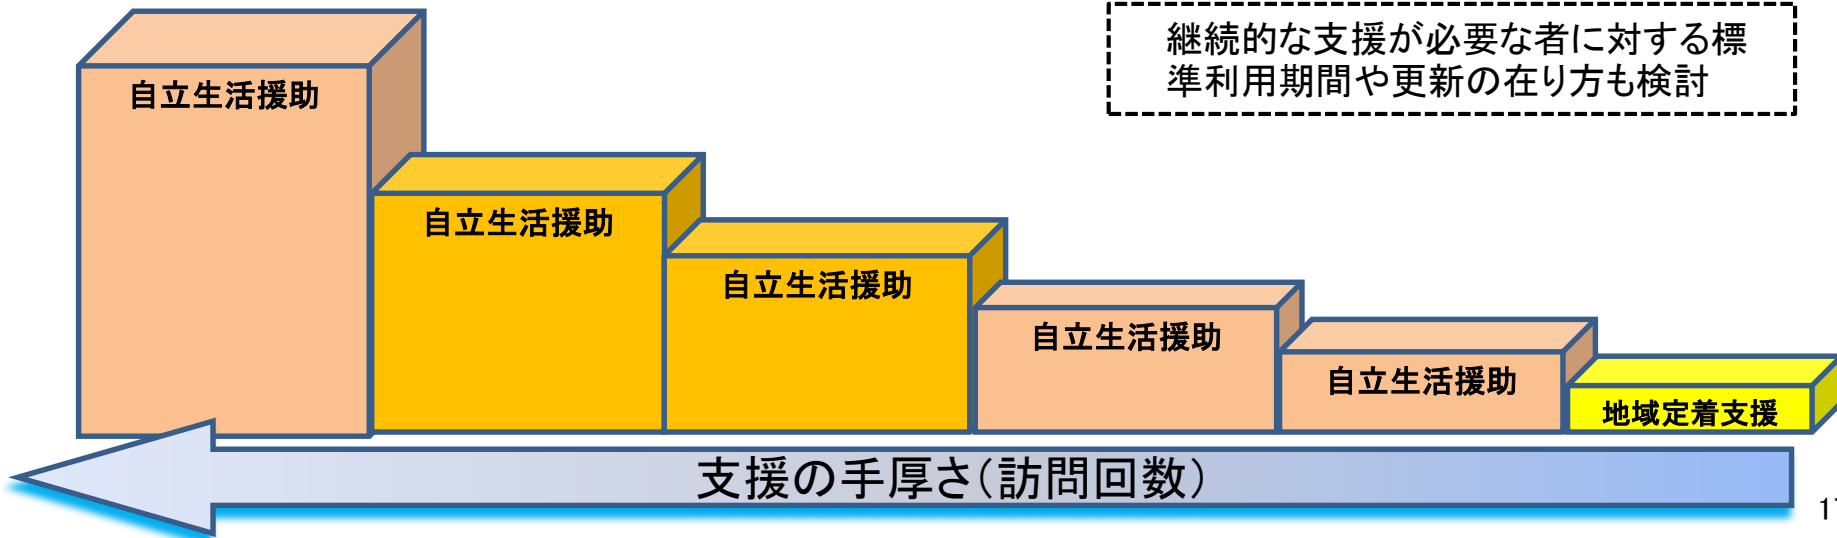 継続的な支援が必要な者に対する標
準利用期間や更新の在り方も検討
自立生活援助
自立生活援助
自立生活援助
自立生活援助
自立生活援助
地域定着支援
支援の手厚さ（訪問回数）